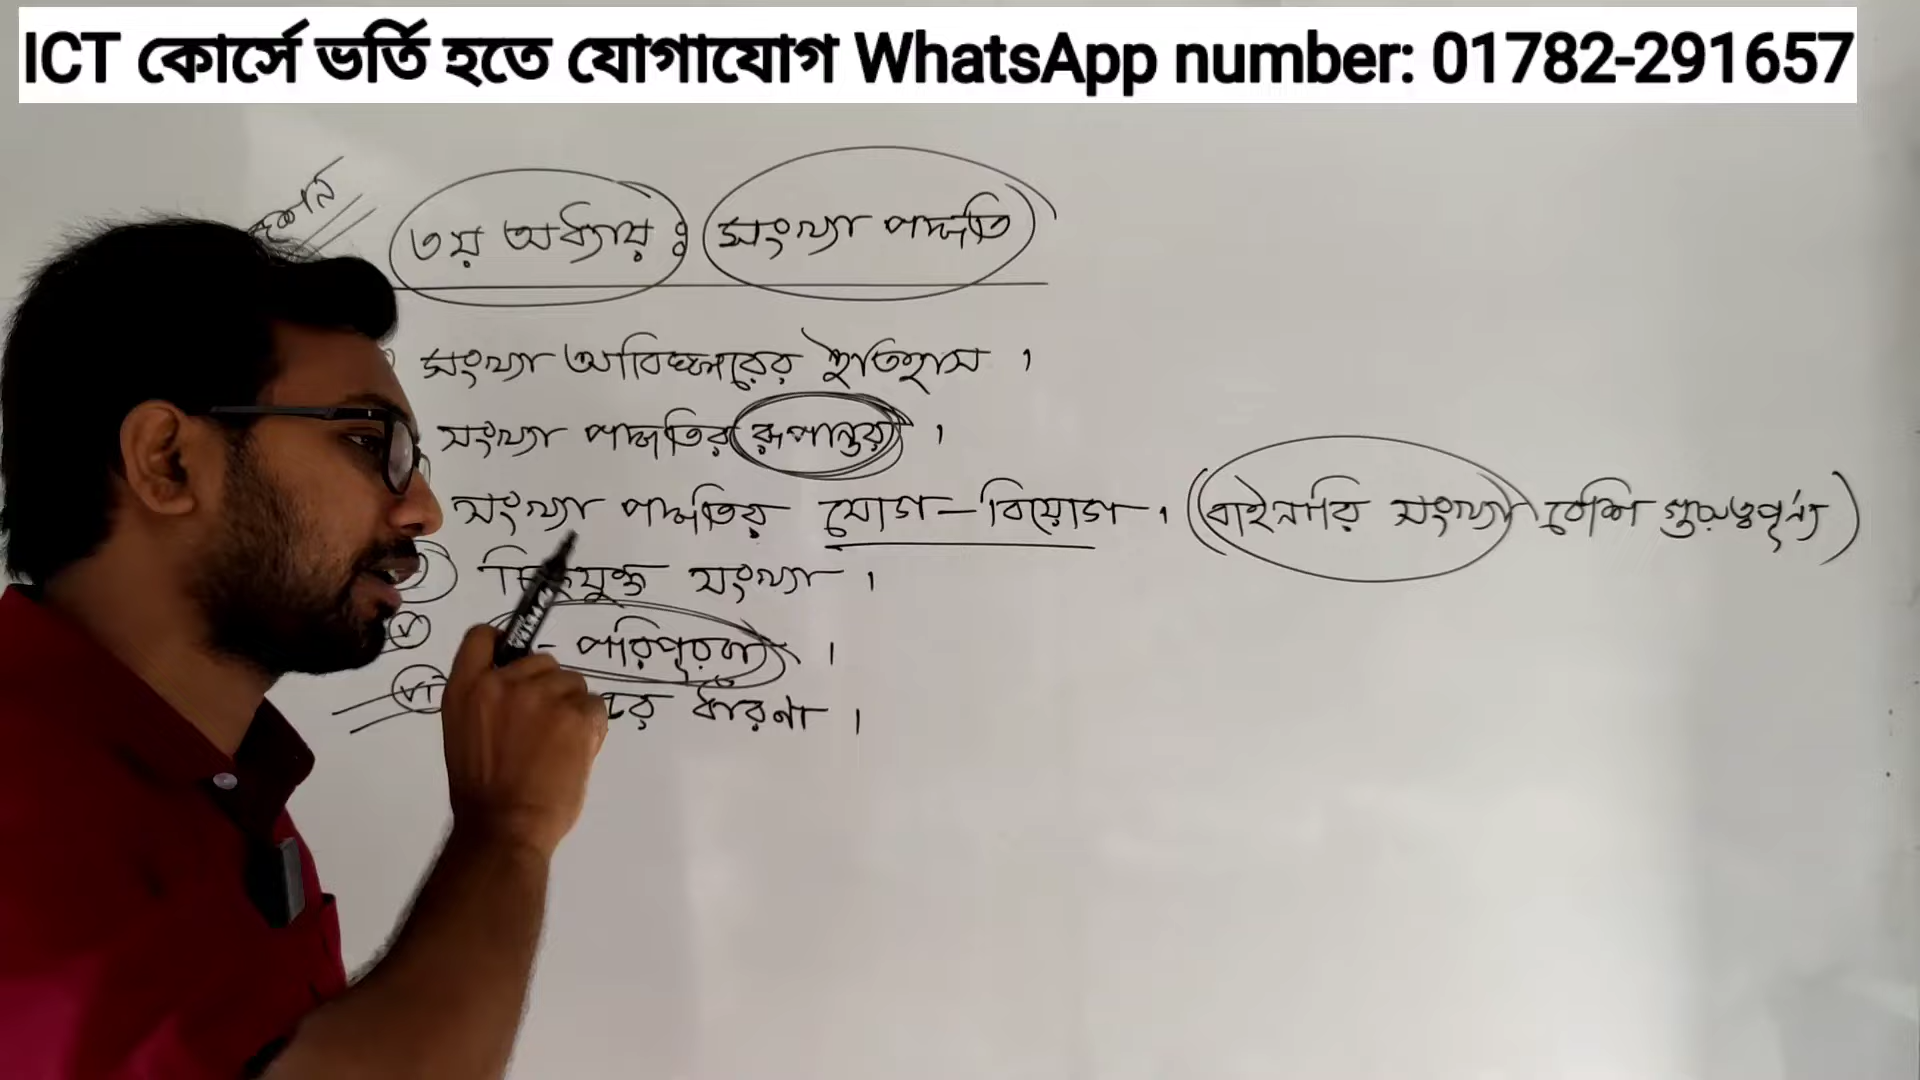 ICT কোর্সে ভর্তি হতে যোগাযোগ WhatsApp number: 01782-291657
৩য় অধ্যায় : সংখ্যা পদ্ধতি
সংখ্যা আবিষ্কারের ইতিহাস ।
সংখ্যা পদ্ধতির রূপান্তর ।
সংখ্যা পদ্ধতির যোগ - বিয়োগ । (বাইনারি সংখ্যা বেশি গুরুত্বপূর্ণ)
সংখ্যা ।
V - পরিপূরক ।
VI ধারণা ।